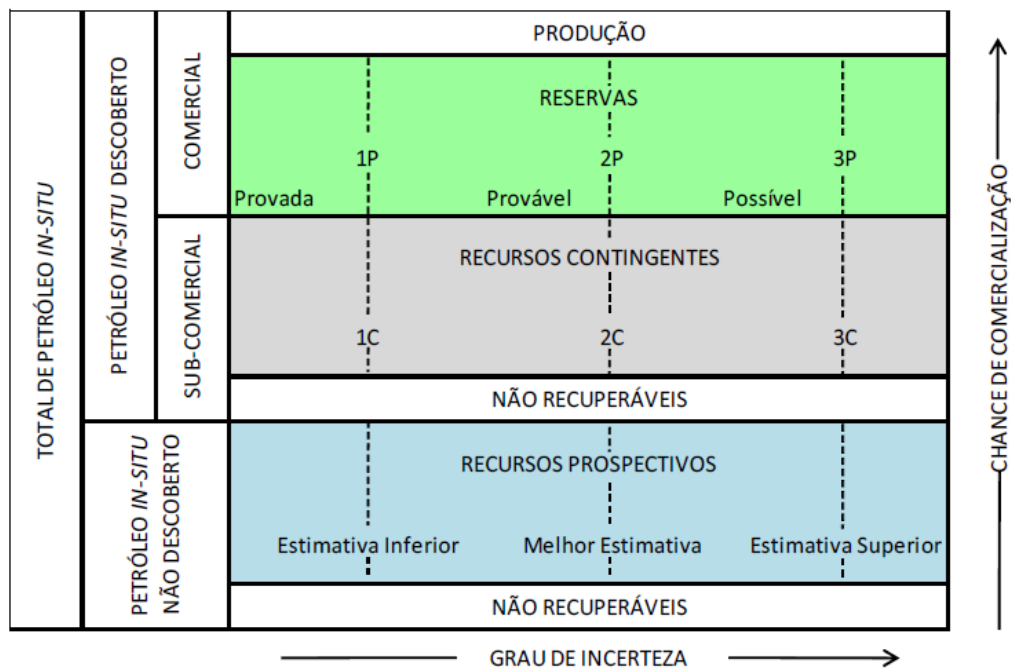 TOTAL DE PETRÓLEO IN-SITU
PETRÓLEO IN-SITU DESCOBERTO
COMERCIAL
PRODUÇÃO
RESERVAS
1P 2P 3P
Provada Provável Possível
SUB-COMERCIAL
RECURSOS CONTINGENTES
1C 2C 3C
NÃO RECUPERÁVEIS
PETRÓLEO IN-SITU
NÃO DESCOBERTO
RECURSOS PROSPECTIVOS
Estimativa Inferior Melhor Estimativa Estimativa Superior
NÃO RECUPERÁVEIS
CHANCE DE COMERCIALIZAÇÃO
GRAU DE INCERTEZA